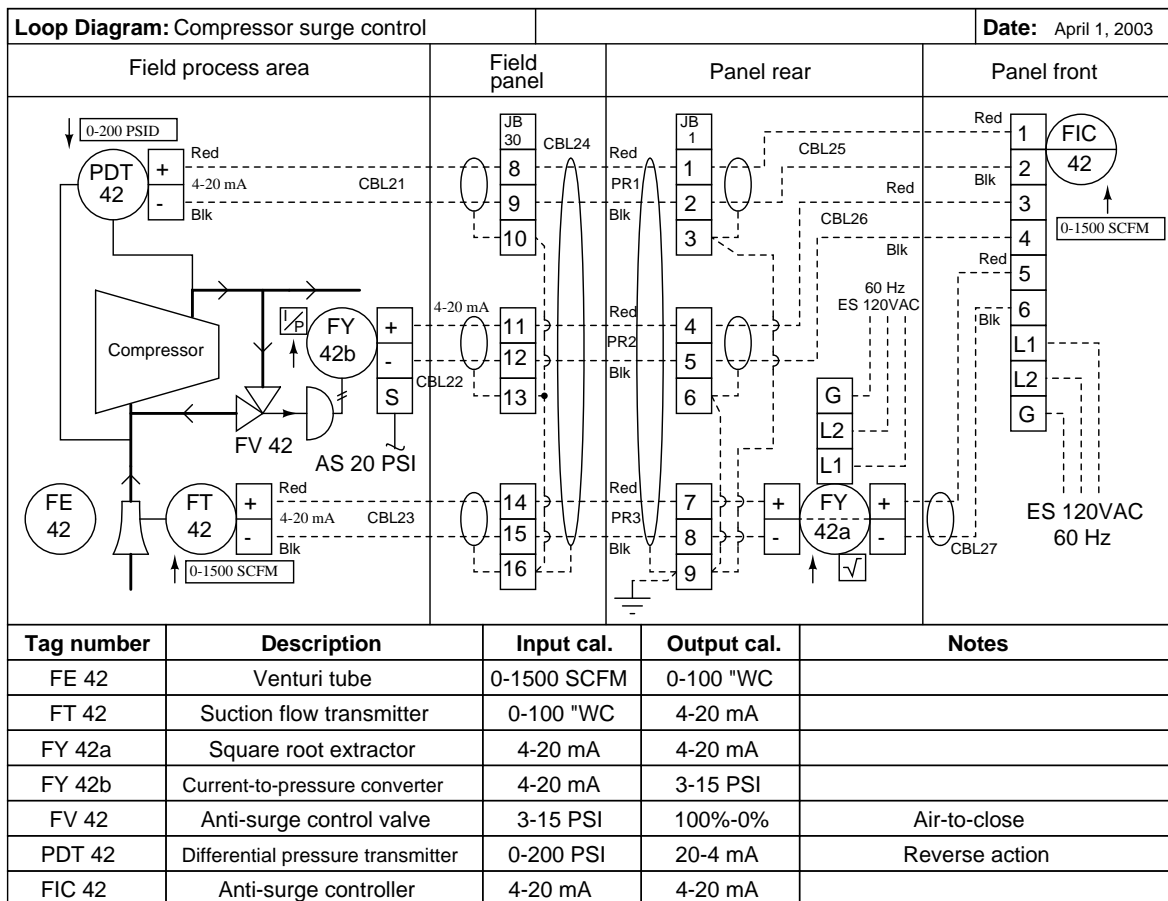 Loop Diagram: Compressor surge control
Date: April 1, 2003
Field process area
Field panel
Panel rear
Panel front
0-200 PSID
PDT 42
+
-
Red
4-20 mA
Blk
CBL21
JB 30
8
9
10
CBL24
Red
PR1
Blk
JB 1
1
2
3
CBL25
Red
Blk
Red
CBL26
Blk
Red
Blk
1
2
3
4
5
6
L1
L2
G
FIC 42
0-1500 SCFM
Compressor
I/P
FY 42b
+
-
S
4-20 mA
CBL22
11
12
13
Red
PR2
Blk
4
5
6
60 Hz
ES 120VAC
G
L2
L1
FV 42
AS 20 PSI
FE 42
FT 42
+
-
Red
4-20 mA
Blk
CBL23
0-1500 SCFM
14
15
16
Red
PR3
Blk
7
8
9
+
-
FY 42a
+
-
√
CBL27
ES 120VAC
60 Hz
Tag number Description Input cal. Output cal. Notes
FE 42 Venturi tube 0-1500 SCFM 0-100 "WC
FT 42 Suction flow transmitter 0-100 "WC 4-20 mA
FY 42a Square root extractor 4-20 mA 4-20 mA
FY 42b Current-to-pressure converter 4-20 mA 3-15 PSI
FV 42 Anti-surge control valve 3-15 PSI 100%-0% Air-to-close
PDT 42 Differential pressure transmitter 0-200 PSI 20-4 mA Reverse action
FIC 42 Anti-surge controller 4-20 mA 4-20 mA